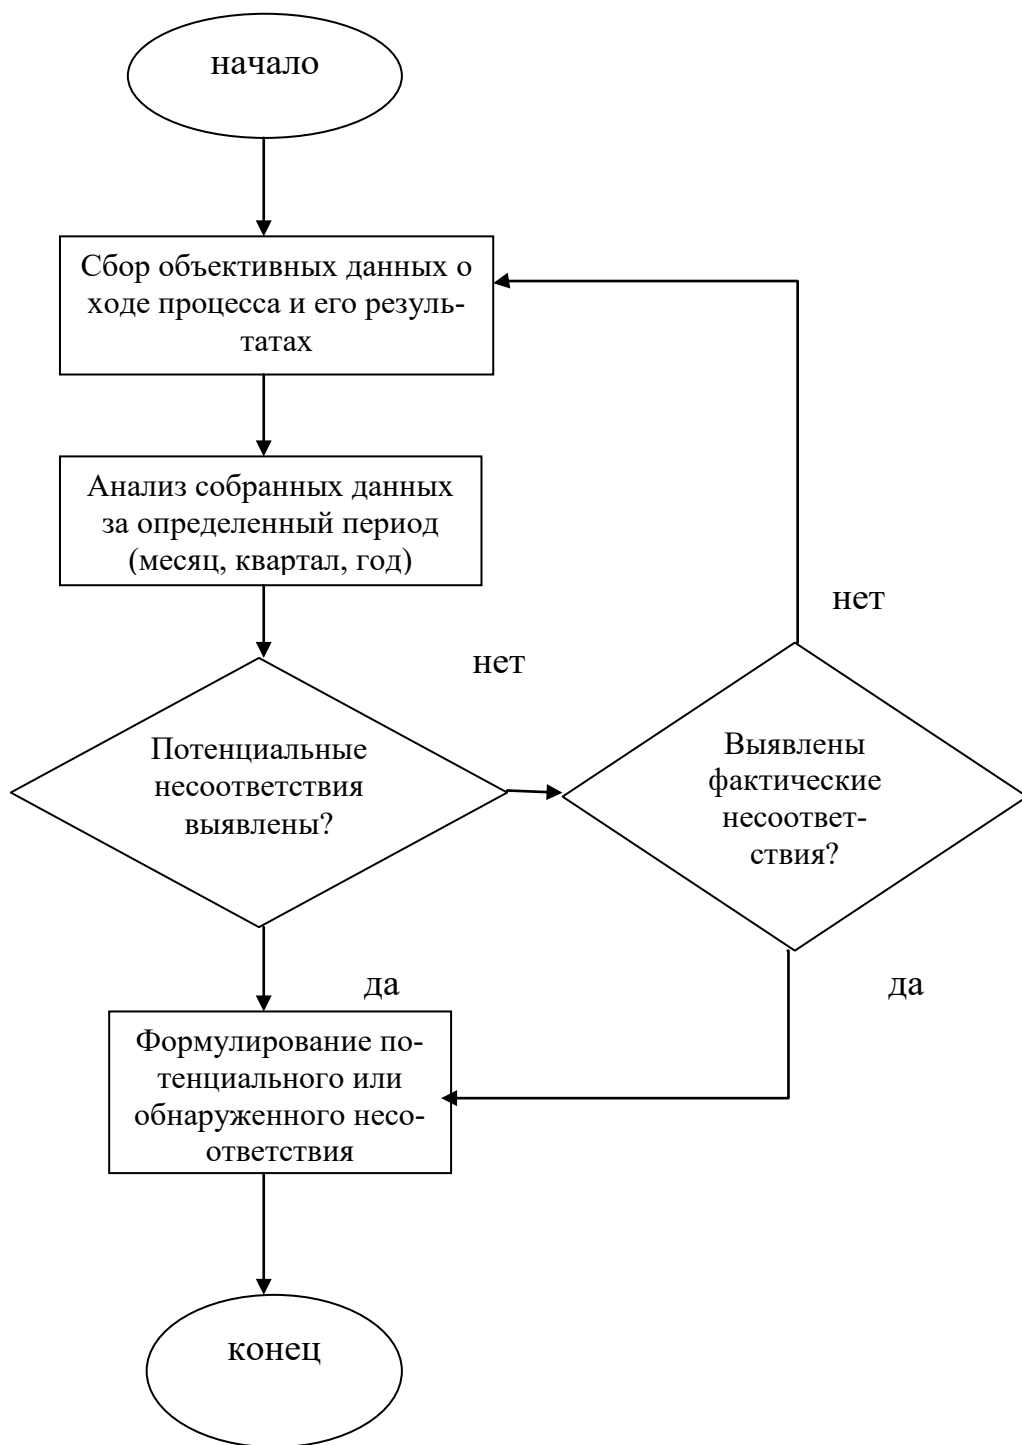 начало
Сбор объективных данных о
ходе процесса и его резуль-
татах
Анализ собранных данных
за определенный период
(месяц, квартал, год)
нет
нет
Потенциальные
несоответствия
выявлены?
Выявлены
фактические
несоответ-
ствия?
да
да
Формулирование по-
тенциального или
обнаруженного несо-
ответствия
конец